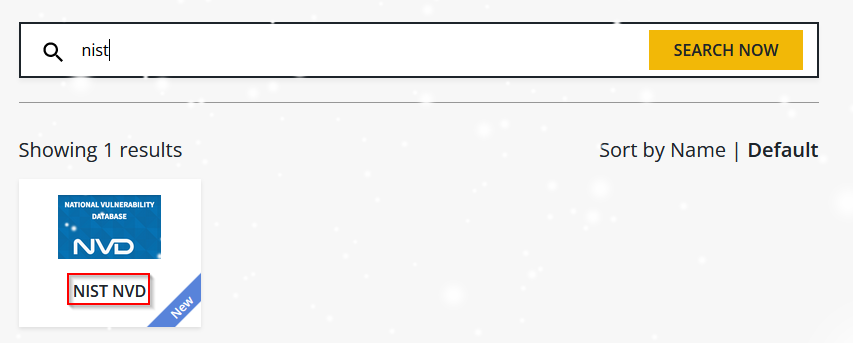 nist
SEARCH NOW
Showing 1 results
Sort by Name | Default
NATIONAL VULNERABILITY
DATABASE
NVD
NIST NVD
New